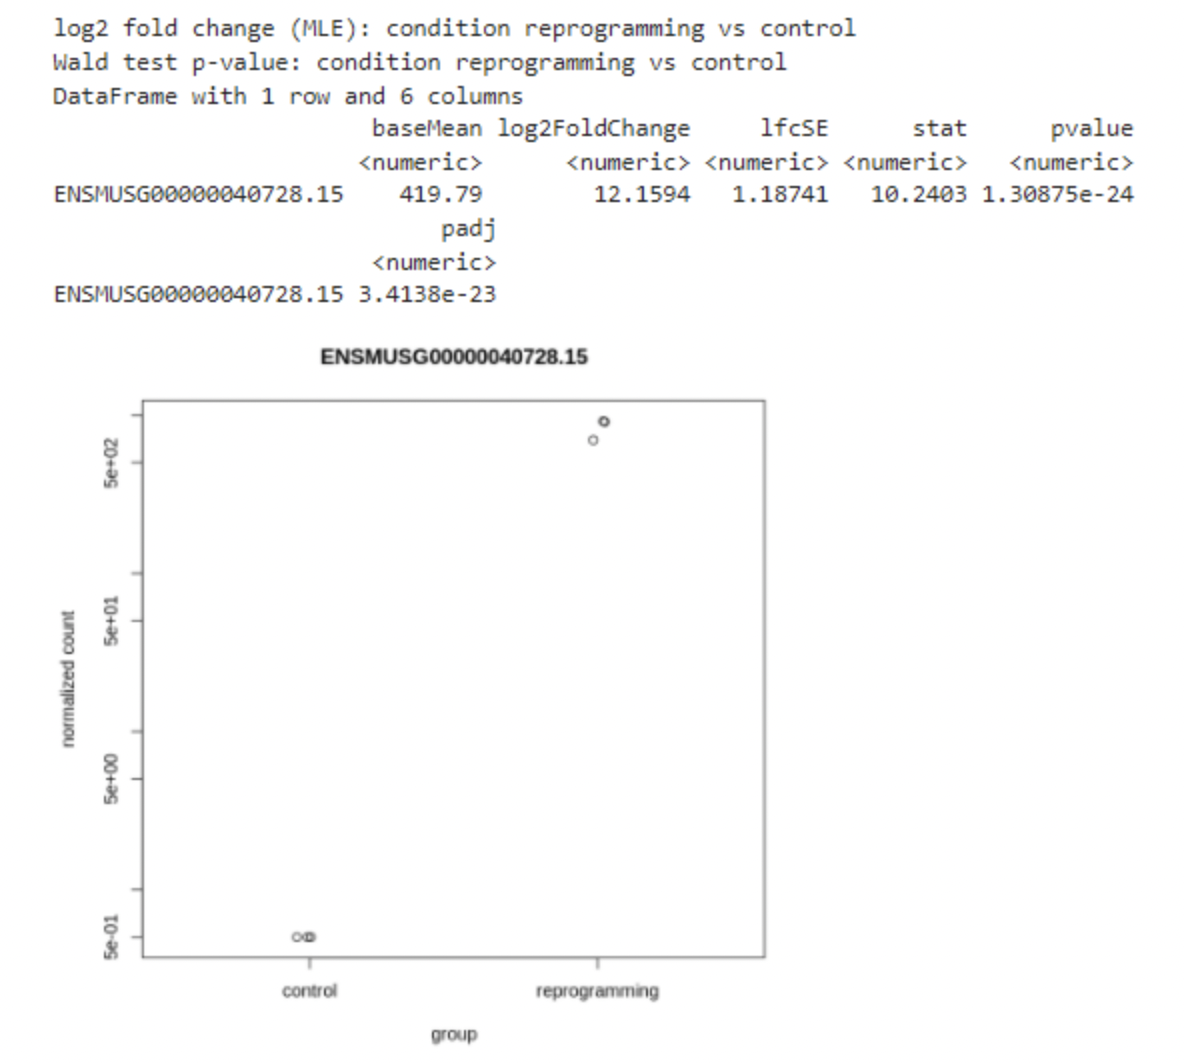 log2 fold change (MLE): condition reprogramming vs control
Wald test p-value: condition reprogramming vs control
DataFrame with 1 row and 6 columns
baseMean log2FoldChange lfcSE stat pvalue
<numeric> <numeric> <numeric> <numeric> <numeric>
ENSMUSG00000040728.15 419.79 12.1594 1.18741 10.2403 1.30875e-24
padj
<numeric>
ENSMUSG00000040728.15 3.4138e-23
ENSMUSG00000040728.15
5e+02
5e+01
5e+00
5e-01
normalized count
control reprogramming
group